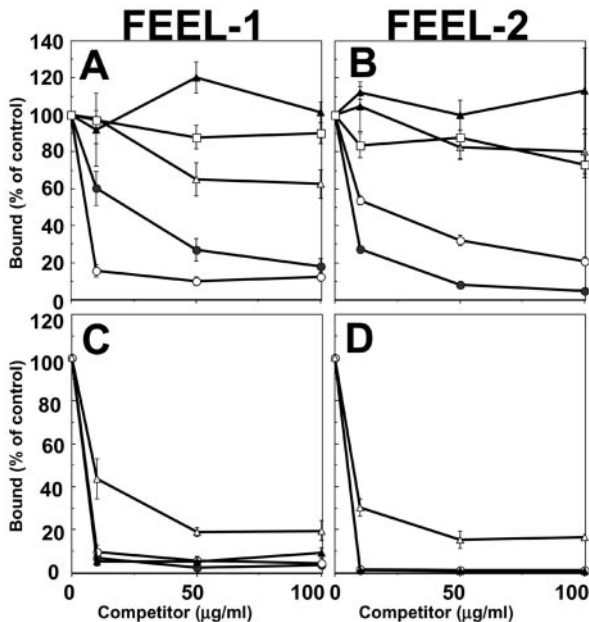 FEEL-1 FEEL-2
A B
Bound (% of control)
140
120
100
80
60
40
20
0
C D
Bound (% of control)
120
100
80
60
40
20
0
0 50 100 0 50 100
Competitor (μg/ml) Competitor (μg/ml)